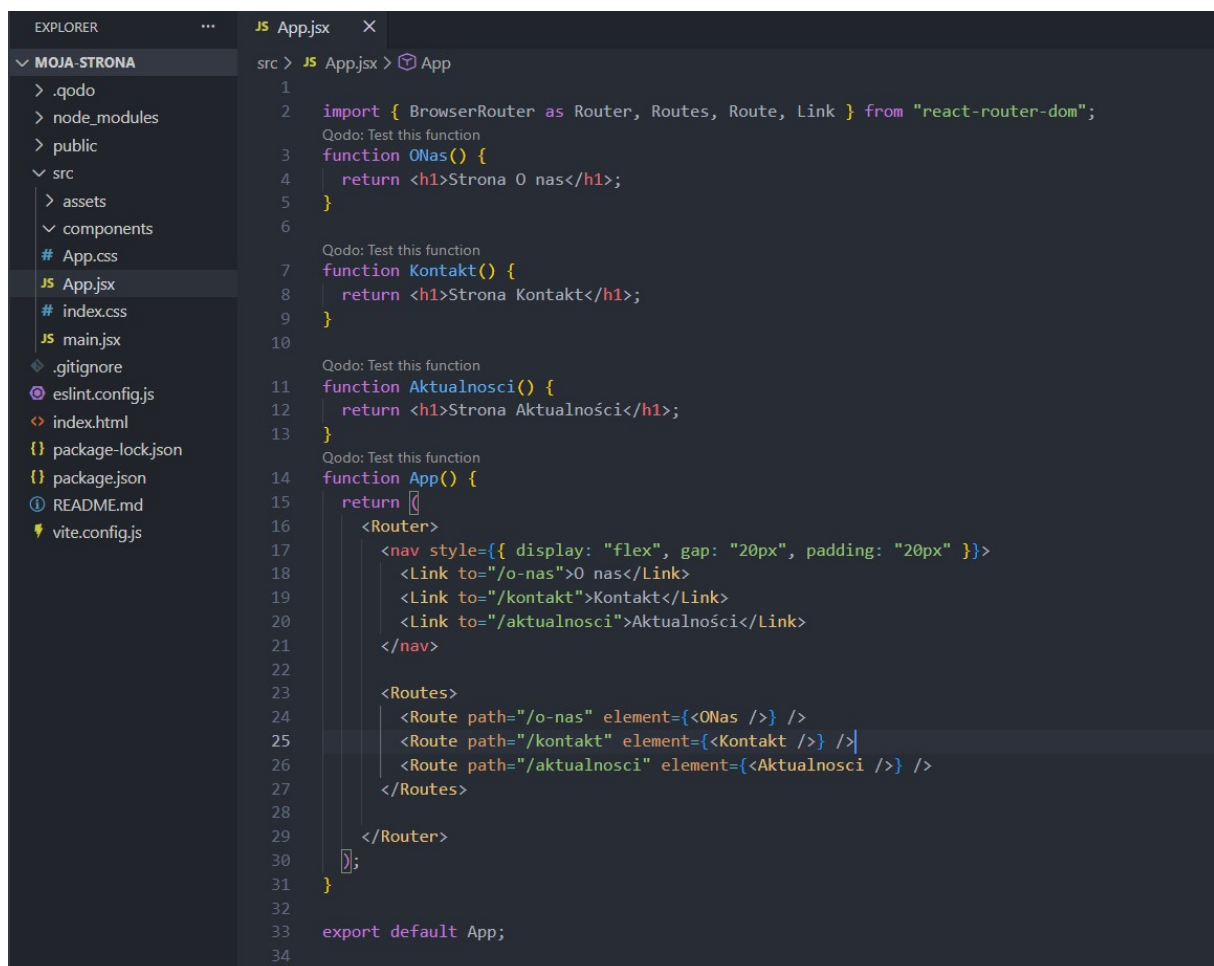 EXPLORER ...
MOJA-STRONA
.qodo
node_modules
public
src
assets
components
# App.css
JS App.jsx
# index.css
JS main.jsx
.gitignore
eslint.config.js
<> index.html
{} package-lock.json
{} package.json
README.md
vite.config.js
JS App.jsx ×
src > JS App.jsx > App
1
2 import { BrowserRouter as Router, Routes, Route, Link } from "react-router-dom";
Qodo: Test this function
3 function ONas() {
4 return <h1>Strona O nas</h1>;
5 }
6
Qodo: Test this function
7 function Kontakt() {
8 return <h1>Strona Kontakt</h1>;
9 }
10
Qodo: Test this function
11 function Aktualnosci() {
12 return <h1>Strona Aktualności</h1>;
13 }
Qodo: Test this function
14 function App() {
15 return (
16 <Router>
17 <nav style={{ display: "flex", gap: "20px", padding: "20px" }}>
18 <Link to="/o-nas">O nas</Link>
19 <Link to="/kontakt">Kontakt</Link>
20 <Link to="/aktualnosci">Aktualności</Link>
21 </nav>
22
23 <Routes>
24 <Route path="/o-nas" element={<ONas />} />
25 <Route path="/kontakt" element={<Kontakt />} />
26 <Route path="/aktualnosci" element={<Aktualnosci />} />
27 </Routes>
28
29 </Router>
30 );
31 }
32
33 export default App;
34